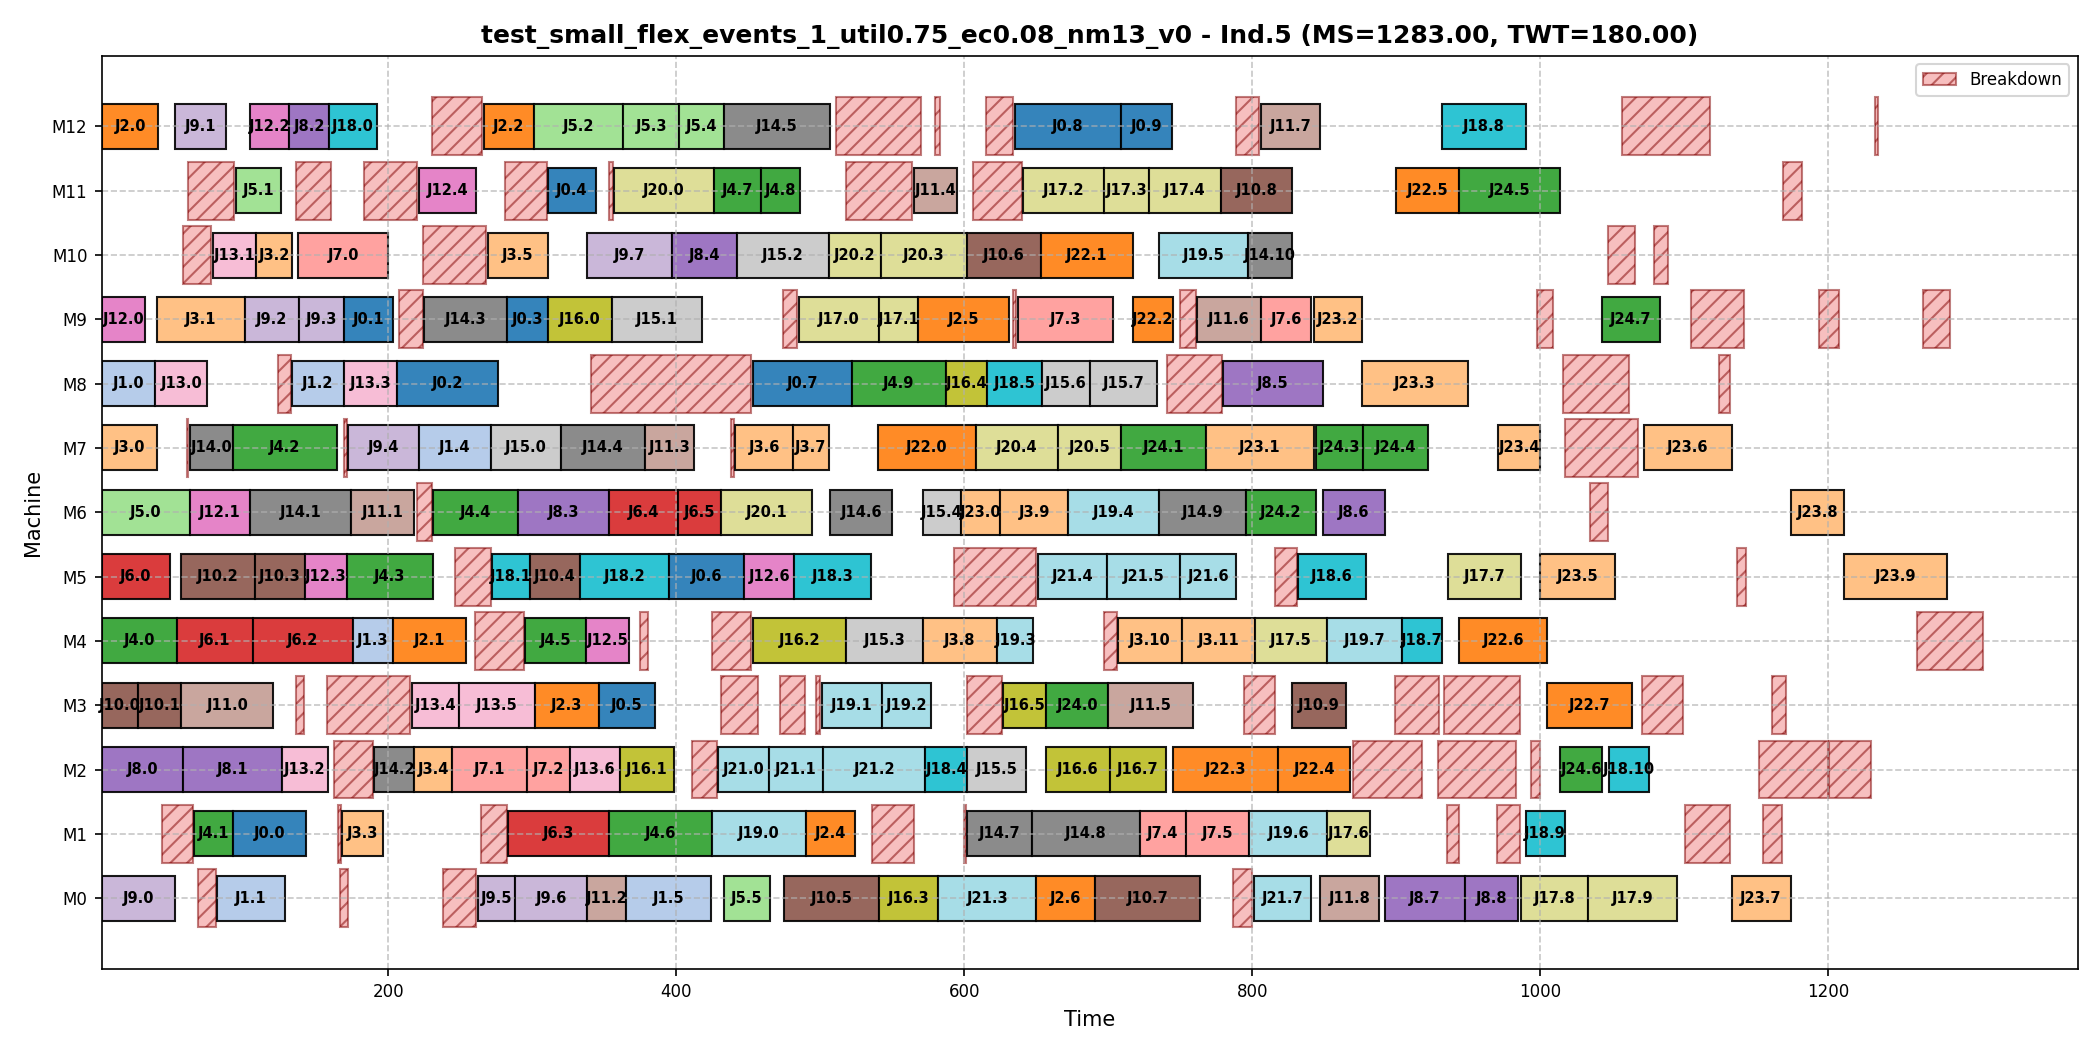 test_small_flex_events_1_util0.75_ec0.08_nm13_v0 - Ind.5 (MS=1283.00, TWT=180.00)
Breakdown
M12 J2.0 J9.1 J12.2 J8.2 J18.0 J2.2 J5.2 J5.3 J5.4 J14.5 J0.8 J0.9 J11.7 J18.8
M11 J5.1 J12.4 J0.4 J20.0 J4.7 J4.8 J11.4 J17.2 J17.3 J17.4 J10.8 J22.5 J24.5
M10 J13.1 J3.2 J7.0 J3.5 J9.7 J8.4 J15.2 J20.2 J20.3 J10.6 J22.1 J19.5 J14.10
M9 J12.0 J3.1 J9.2 J9.3 J0.1 J14.3 J0.3 J16.0 J15.1 J17.0 J17.1 J2.5 J7.3 J22.2 J11.6 J7.6 J23.2 J24.7
M8 J1.0 J13.0 J1.2 J13.3 J0.2 J0.7 J4.9 J16.4 J18.5 J15.6 J15.7 J8.5 J23.3
M7 J3.0 J14.0 J4.2 J9.4 J1.4 J15.0 J14.4 J11.3 J3.6 J3.7 J22.0 J20.4 J20.5 J24.1 J23.1 J24.3 J24.4 J23.4 J23.6
M6 J5.0 J12.1 J14.1 J11.1 J4.4 J8.3 J6.4 J6.5 J20.1 J14.6 J15.4 J23.0 J3.9 J19.4 J14.9 J24.2 J8.6 J23.8
M5 J6.0 J10.2 J10.3 J12.3 J4.3 J18.1 J10.4 J18.2 J0.6 J12.6 J18.3 J21.4 J21.5 J21.6 J18.6 J17.7 J23.5 J23.9
M4 J4.0 J6.1 J6.2 J1.3 J2.1 J4.5 J12.5 J16.2 J15.3 J3.8 J19.3 J3.10 J3.11 J17.5 J19.7 J18.7 J22.6
M3 J10.0 J10.1 J11.0 J13.4 J13.5 J2.3 J0.5 J19.1 J19.2 J16.5 J24.0 J11.5 J10.9 J22.7
M2 J8.0 J8.1 J13.2 J14.2 J3.4 J7.1 J7.2 J13.6 J16.1 J21.0 J21.1 J21.2 J18.4 J15.5 J16.6 J16.7 J22.3 J22.4 J24.6 J18.10
M1 J4.1 J0.0 J3.3 J6.3 J4.6 J19.0 J2.4 J14.7 J14.8 J7.4 J7.5 J19.6 J17.6 J18.9
M0 J9.0 J1.1 J9.5 J9.6 J11.2 J1.5 J5.5 J10.5 J16.3 J21.3 J2.6 J10.7 J21.7 J11.8 J8.7 J8.8 J17.8 J17.9 J23.7
Machine
200 400 600 800 1000 1200
Time